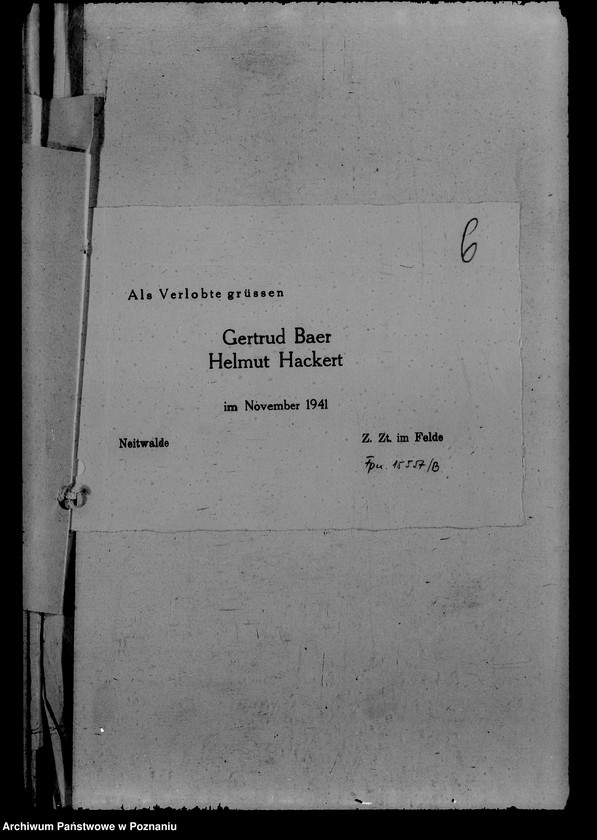 6
Als Verlobte grüssen
Gertrud Baer
Helmut Hackert
im November 1941
Neitwalde
Z. Zt. im Felde
Fpn. 15557/B
Archiwum Państwowe w Poznaniu